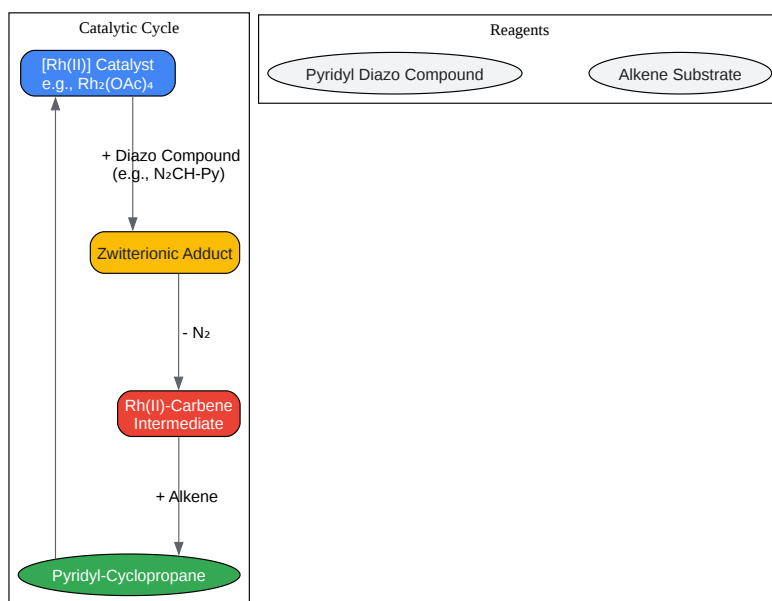 Catalytic Cycle
[Rh(II)] Catalyst
e.g., Rh₂(OAc)₄
+ Diazo Compound
(e.g., N₂CH-Py)
Zwitterionic Adduct
- N₂
Rh(II)-Carbene
Intermediate
+ Alkene
Pyridyl-Cyclopropane
Reagents
Pyridyl Diazo Compound
Alkene Substrate